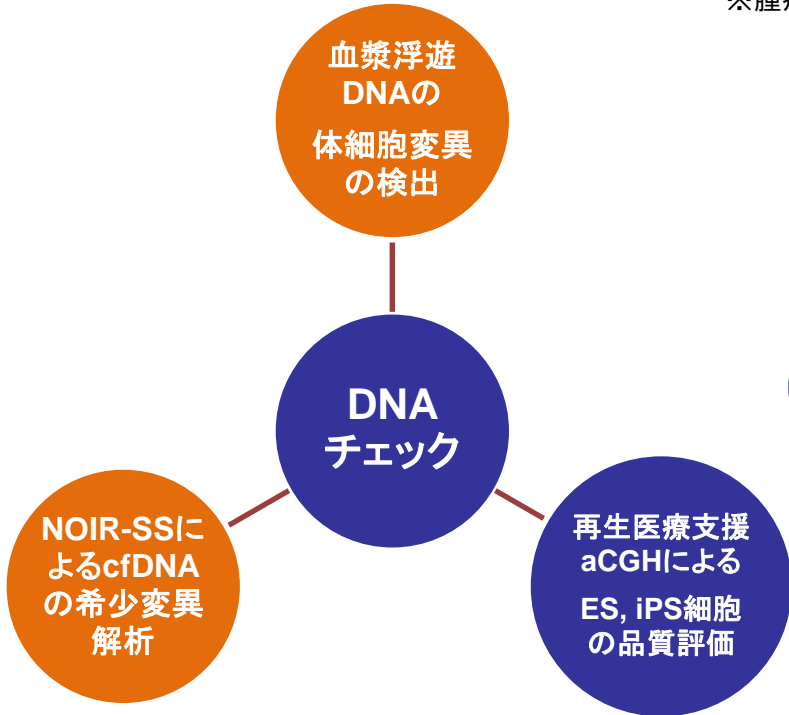 ※腫
血漿浮遊
DNAの
体細胞変異
の検出
DNA
チェック
NOIR-SSに
よるcfDNA
の希少変異
解析
再生医療支援
aCGHによる
ES, iPS細胞
の品質評価